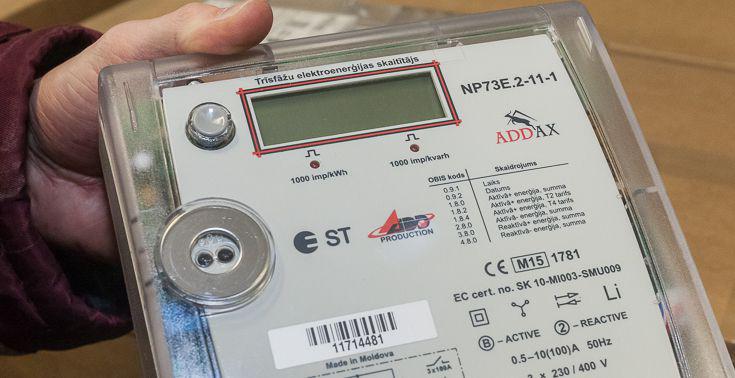 Trīsfāžu elektroenerģijas skaitītājs
NP73E.2-11-1
ADDAX
1000 imp/kWh
1000 imp/kvarh
OBIS kods Skaidrojums
0.9.1 Laiks
0.9.2 Datums
1.8.0 Aktīvā+ enerģija, summa
1.8.2 Aktīvā+ enerģija, T2 tarifs
1.8.4 Aktīvā+ enerģija, T4 tarifs
2.8.0 Aktīvā- enerģija, summa
3.8.0 Reaktīvā+ enerģija, summa
4.8.0 Reaktīvā- enerģija, summa
ST
ADD
PRODUCTION
CE M15 1781
EC cert. no. SK 10-MI003-SMU009
Li
B - ACTIVE 2 - REACTIVE
0.5-10(100)A 50Hz
3 x 230 / 400 V
11714481
Made in Moldova
3x100A